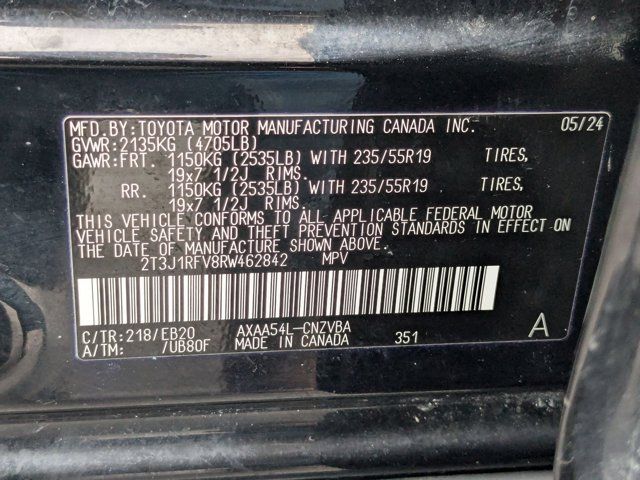 MFD.BY:TOYOTA MOTOR MANUFACTURING CANADA INC. 05/24
GVWR:2135KG (4705LB)
GAWR:FRT. 1150KG (2535LB) WITH 235/55R19 TIRES,
19x7 1/2J RIMS.
RR. 1150KG (2535LB) WITH 235/55R19 TIRES,
19x7 1/2J RIMS.
THIS VEHICLE CONFORMS TO ALL APPLICABLE FEDERAL MOTOR
VEHICLE SAFETY AND THEFT PREVENTION STANDARDS IN EFFECT ON
THE DATE OF MANUFACTURE SHOWN ABOVE.
2T3J1RFV8RW462842 MPV
C/TR:218/EB20 AXAA54L-CNZVBA A
A/TM: /UB80F MADE IN CANADA 351